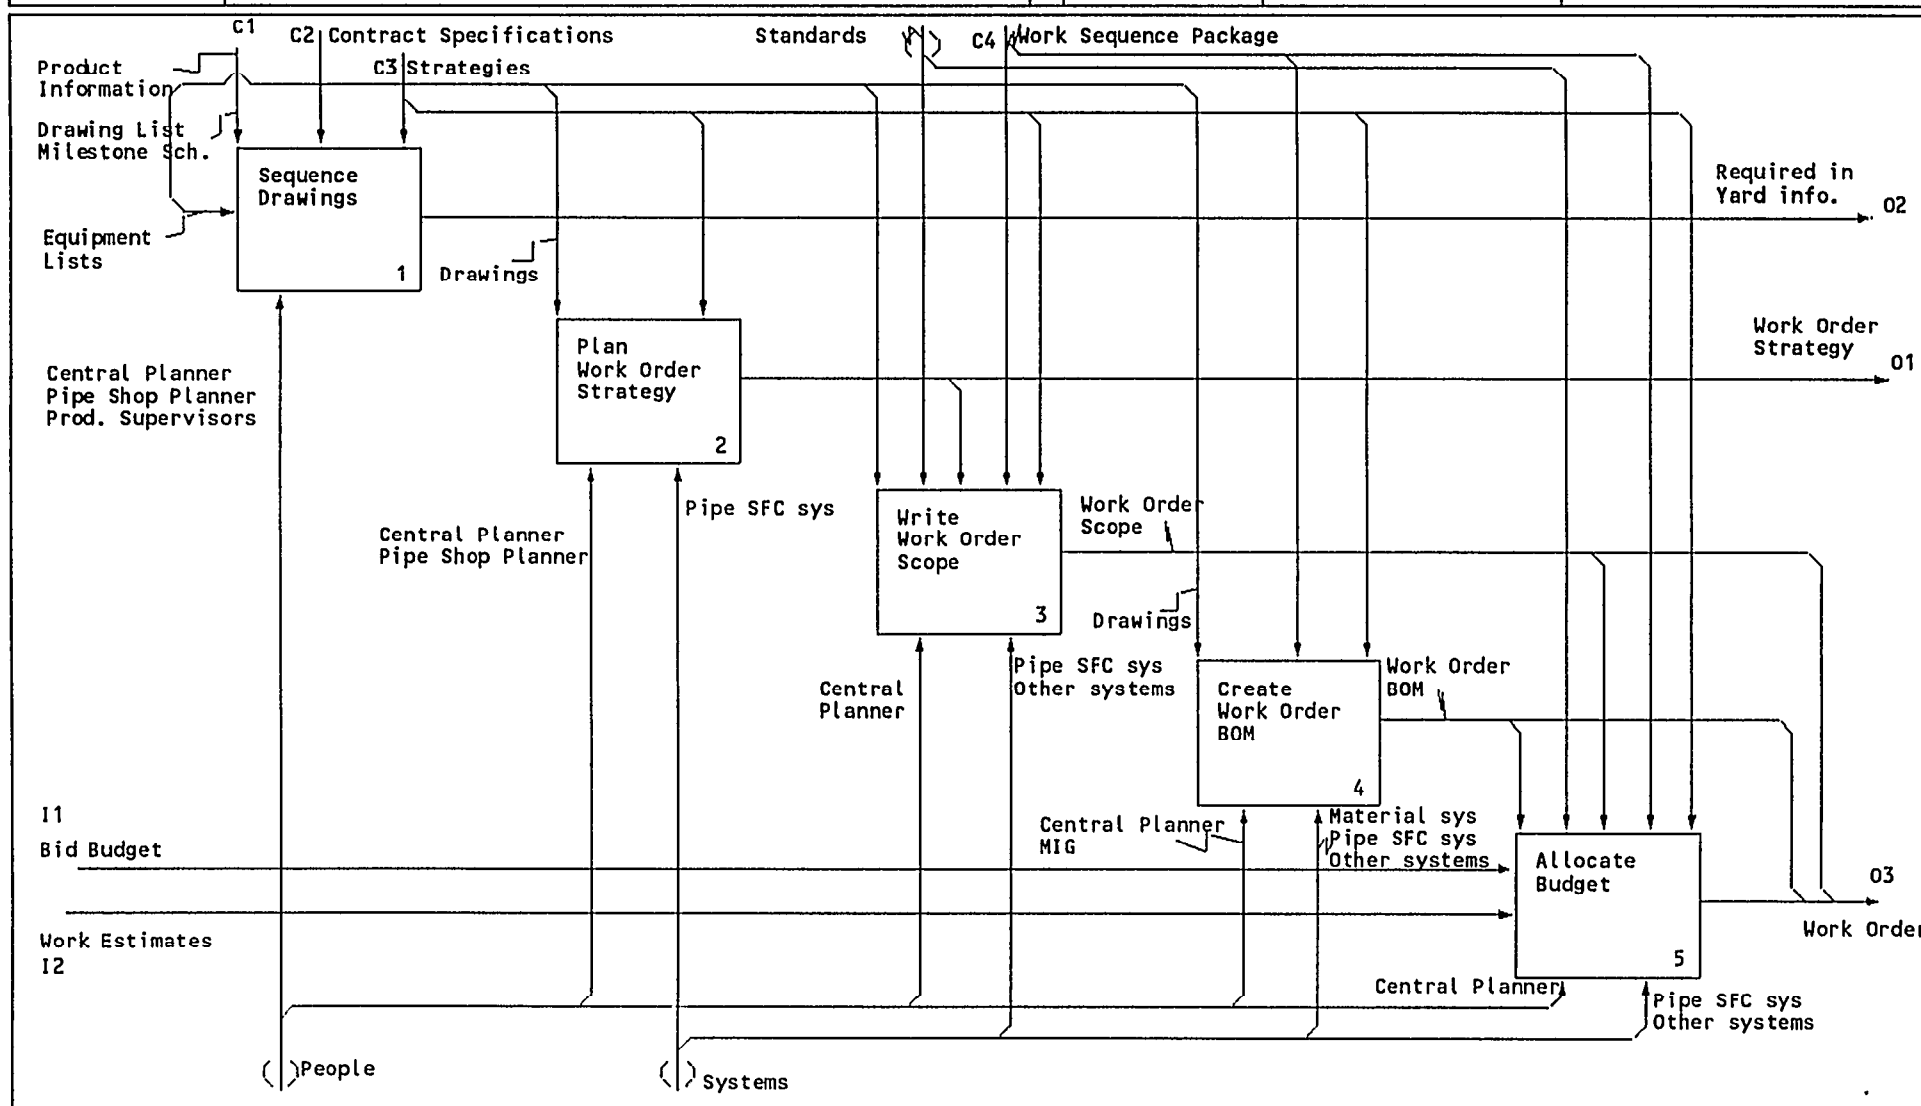 C1
C2 Contract Specifications
Standards
C4 Work Sequence Package
Product
Information
C3 Strategies
Drawing List
Milestone Sch.
Sequence
Drawings
1
Required in
Yard info.
O2
Equipment
Lists
Drawings
Work Order
Strategy
O1
Plan
Work Order
Strategy
2
Central Planner
Pipe Shop Planner
Prod. Supervisors
Pipe SFC sys
Central Planner
Pipe Shop Planner
Write
Work Order
Scope
3
Work Order
Scope
Drawings
Central
Planner
Pipe SFC sys
Other systems
Create
Work Order
BOM
4
Work Order
BOM
I1
Bid Budget
Central Planner
MIG
Material sys
Pipe SFC sys
Other systems
Allocate
Budget
5
O3
Work Order
Work Estimates
I2
Central Planner
Pipe SFC sys
Other systems
People
Systems